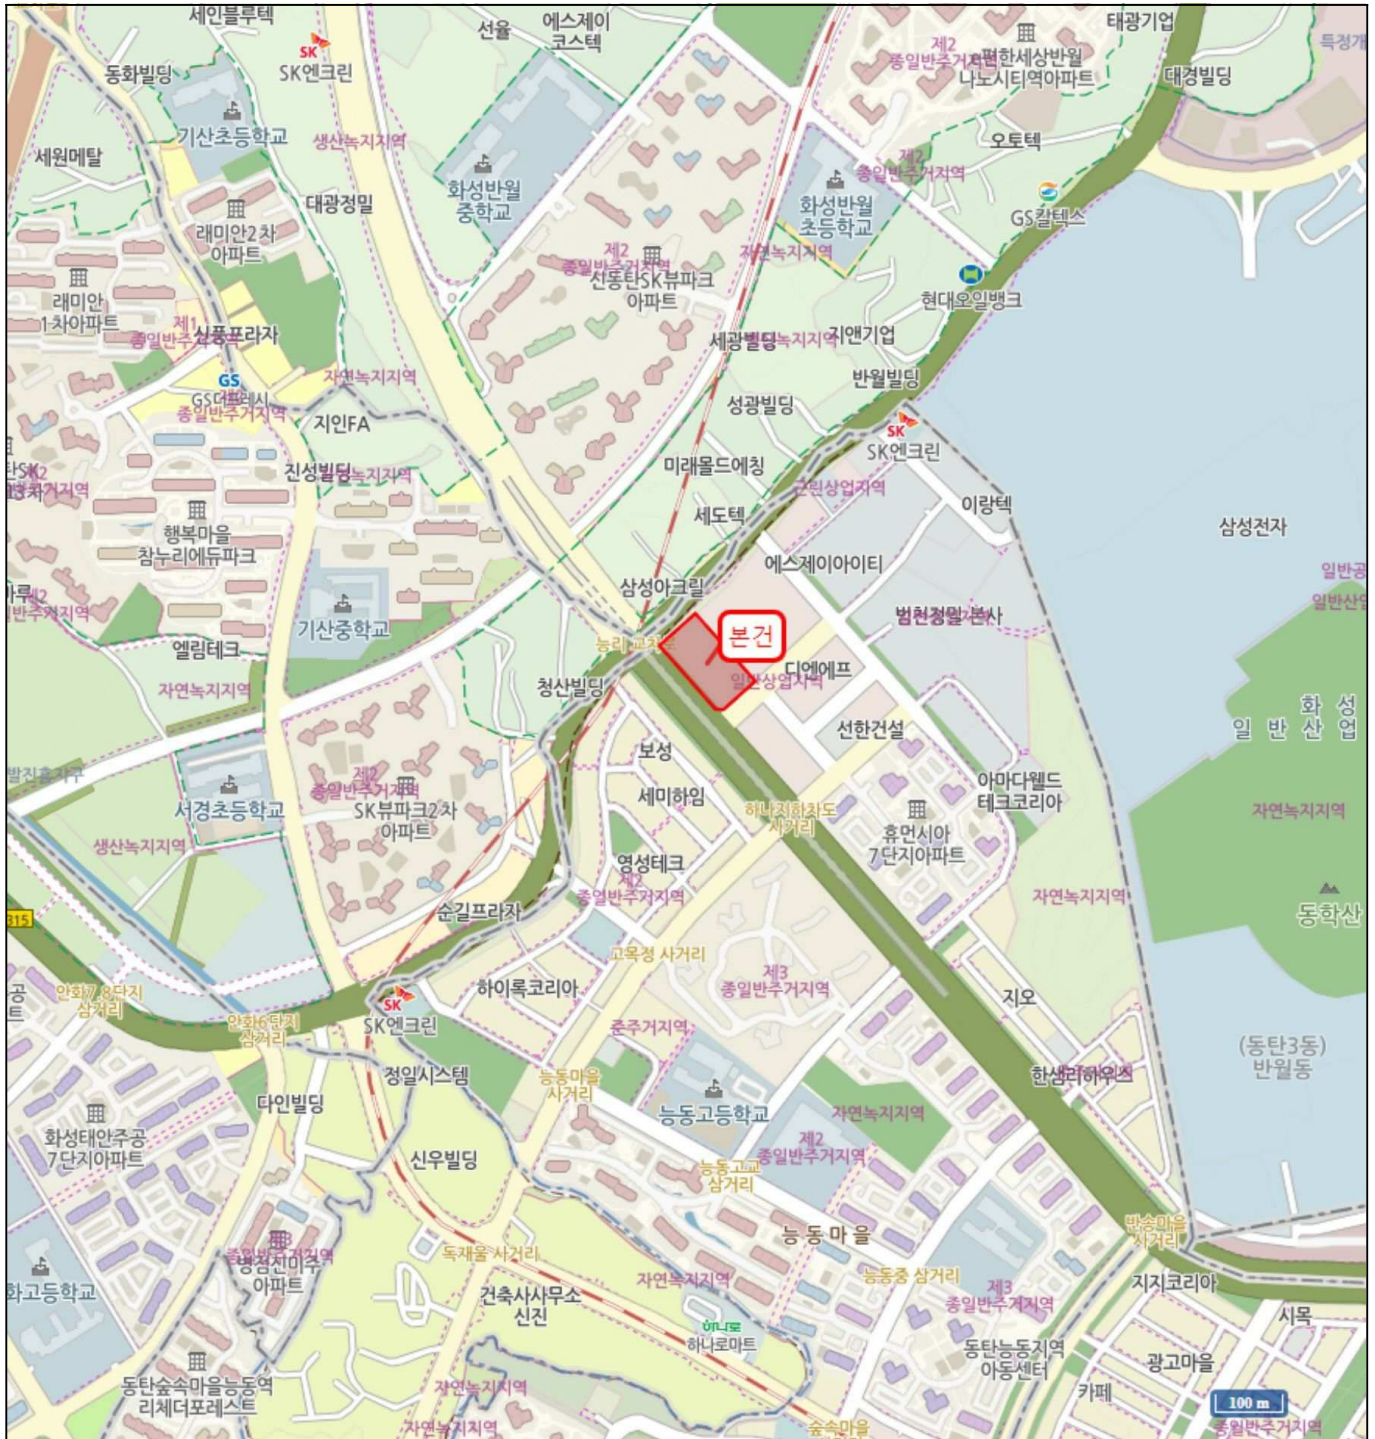 세인블루텍
선율
에스제이
코스텍
태광기업
SK
SK엔크린
동화빌딩
제2
종일반주거지역
e편한세상반월
나노시티역아파트
특정개
대경빌딩
기산초등학교
생산녹지지역
오토텍
세원메탈
화성반월
중학교
제2
종일반주거지역
대광정밀
화성반월
초등학교
GS칼텍스
래미안2차
아파트
제2
종일반주거지역
신동탄SK뷰파크
아파트
자연녹지지역
현대오일뱅크
래미안
1차아파트
제1
종일반주거지역
신풍프라자
세광빌딩
지앤기업
자연녹지지역
반월빌딩
GS
GS더프레시
종일반주거지역
지인FA
성광빌딩
SK
SK엔크린
진성빌딩
미래몰드에칭
근린상업지역
이랑텍
세도텍
삼성전자
행복마을
참누리에듀파크
에스제이아이티
삼성아크릴
범천정밀 본사
기산중학교
본건
능리 교차로
엘림테크
디엔에프
일반상업지역
자연녹지지역
청산빌딩
화 성
일 반 산 업
선한건설
보성
제2
종일반주거지역
SK뷰파크2차
아파트
서경초등학교
세미하임
아마다웰드
테크코리아
하나지하차도
사거리
휴먼시아
7단지아파트
자연녹지지역
생산녹지지역
영성테크
제2
종일반주거지역
자연녹지지역
동학산
315
순길프라자
고목정 사거리
제3
종일반주거지역
안화7,8단지
삼거리
하이록코리아
지오
SK
SK엔크린
안화6단지
삼거리
준주거지역
(동탄3동)
반월동
정일시스템
능동마을
사거리
한샘리하우스
능동고등학교
자연녹지지역
다인빌딩
화성태안주공
7단지아파트
제2
종일반주거지역
신우빌딩
능동고교
삼거리
능동마을
반송마을
사거리
제3
종일반주거지역
병점신미주
아파트
독재울 사거리
자연녹지지역
능동중 삼거리
지지코리아
화고등학교
건축사사무소
신진
제3
종일반주거지역
시목
하나로
하나로마트
동탄능동지역
아동센터
광고마을
동탄숲속마을능동역
리체더포레스트
자연녹지지역
카페
100 m
자연녹지지역
숲속마을
종일반주거지역